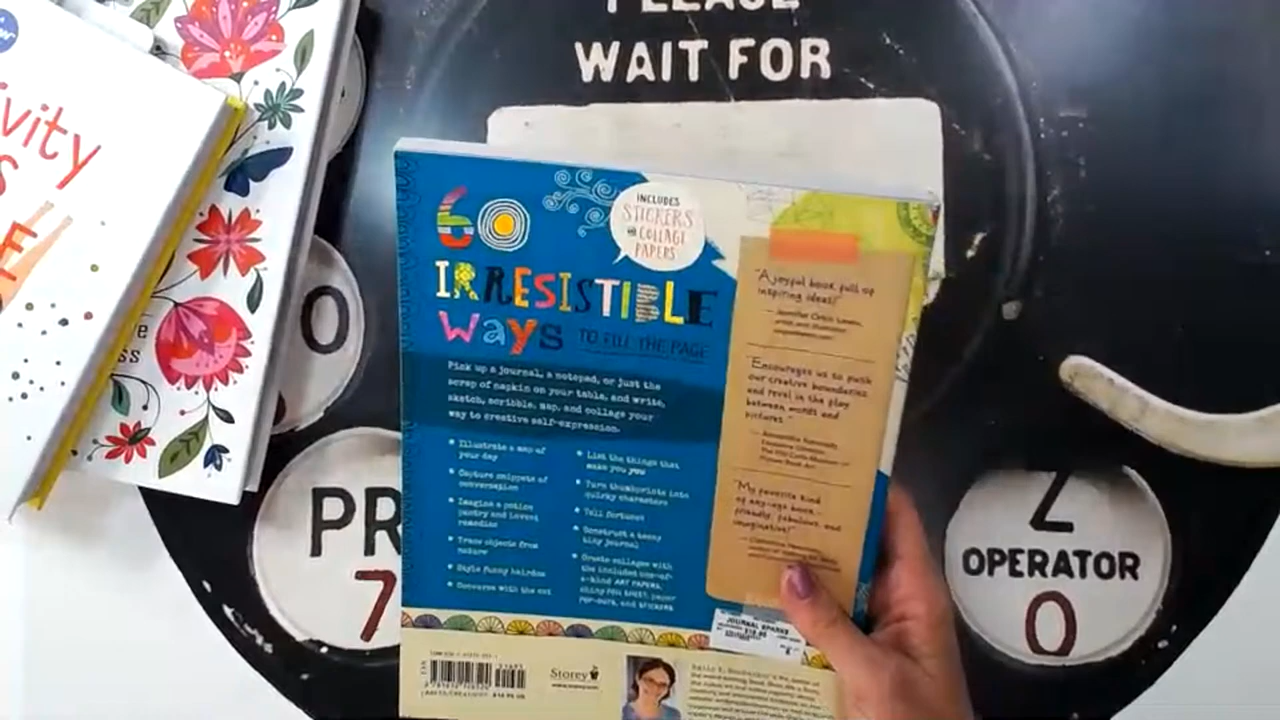 PLEASE
WAIT FOR
ivity
60
IRRESISTIBLE
Ways
TO FILL THE PAGE
INCLUDES
STICKERS
and COLLAGE
PAPERS
Pick up a journal, a notepad, or just the
scrap of napkin on your table, and write,
sketch, scribble, map, and collage your
way to creative self-expression.
Illustrate a map of
your day
Capture snippets of
conversation
Imagine a potion
pantry and invent
remedies
Trace objects from
nature
Style funny hairdos
Converse with the cat
List the things that
make you you
Turn thumbprints into
quirky characters
Tell fortunes
Construct a teeny
tiny journal
Create collages with
the included one-of-
a-kind ART PAPERS,
"A joyful book full of
inspiring ideas!"
"Encourages us to push
our creative boundaries
and revel in the play
between words and
pictures."
"My favorite kind
of any-age book —
friendly, fabulous, and
imaginative!"
JOURNAL SPARKS
Storey
O
PR
7
Z
OPERATOR
0